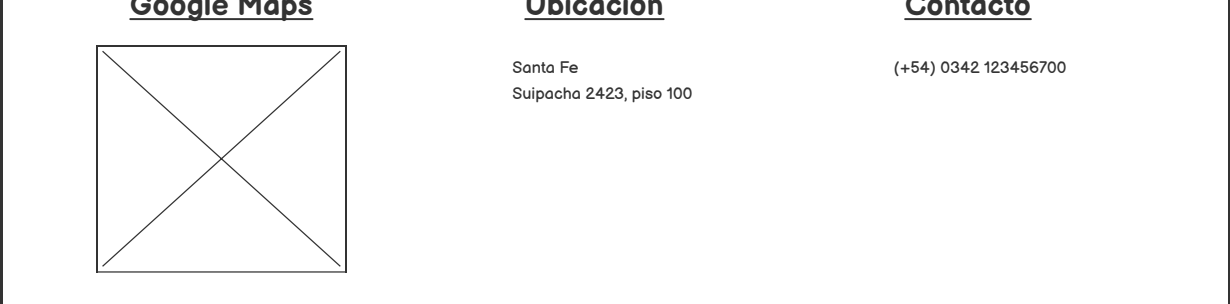 Google Maps
Ubicación
Contacto
Santa Fe
Suipacha 2423, piso 100
(+54) 0342 123456700